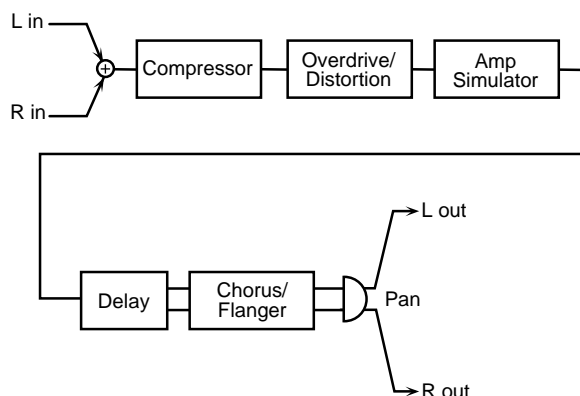 L in
R in
+
Compressor
Overdrive/
Distortion
Amp
Simulator
Delay
Chorus/
Flanger
L out
Pan
R out